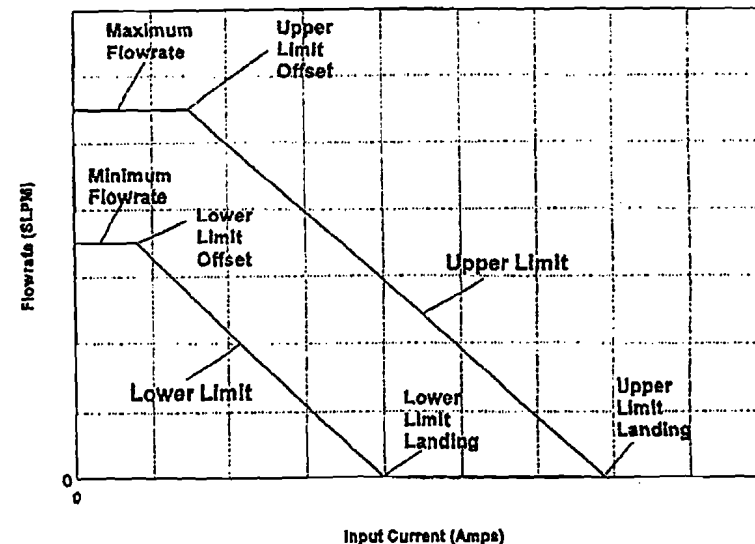 Maximum
Flowrate
Upper
Limit
Offset
Minimum
Flowrate
Lower
Limit
Offset
Flowrate (SLPM)
Upper Limit
Lower Limit
Lower
Limit
Landing
Upper
Limit
Landing
0
0
Input Current (Amps)